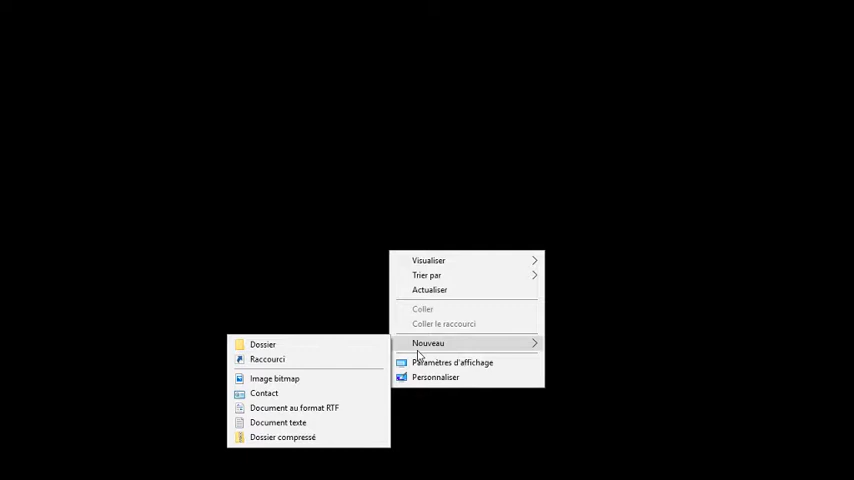 Visualiser
Trier par
Actualiser
Coller
Coller le raccourci
Nouveau
Paramètres d'affichage
Personnaliser
Dossier
Raccourci
Image bitmap
Contact
Document au format RTF
Document texte
Dossier compressé